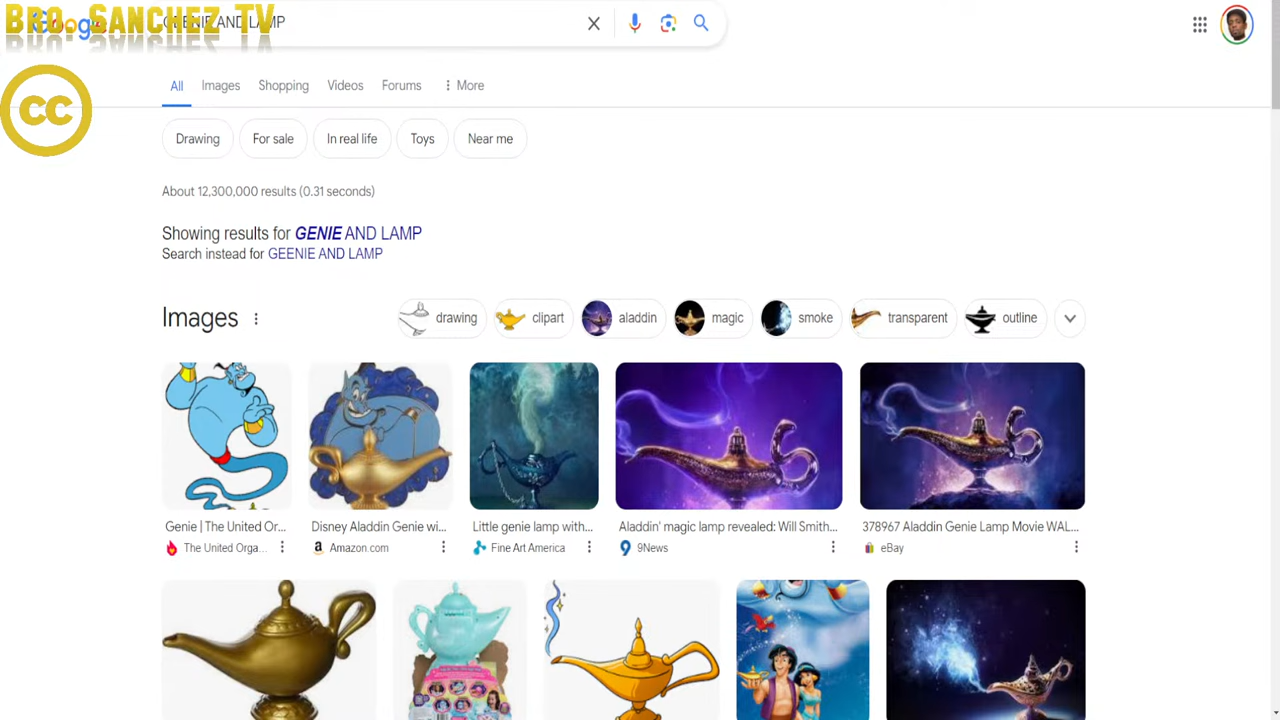 Bro. Sanchez TV
GEENIE AND LAMP
CC
All Images Shopping Videos Forums More
Drawing For sale In real life Toys Near me
About 12,300,000 results (0.31 seconds)
Showing results for GENIE AND LAMP
Search instead for GEENIE AND LAMP
Images
drawing clipart aladdin magic smoke transparent outline
Genie | The United Or... Disney Aladdin Genie wi... Little genie lamp with... Aladdin' magic lamp revealed: Will Smith... 378967 Aladdin Genie Lamp Movie WAL...
The United Orga... Amazon.com Fine Art America 9News eBay